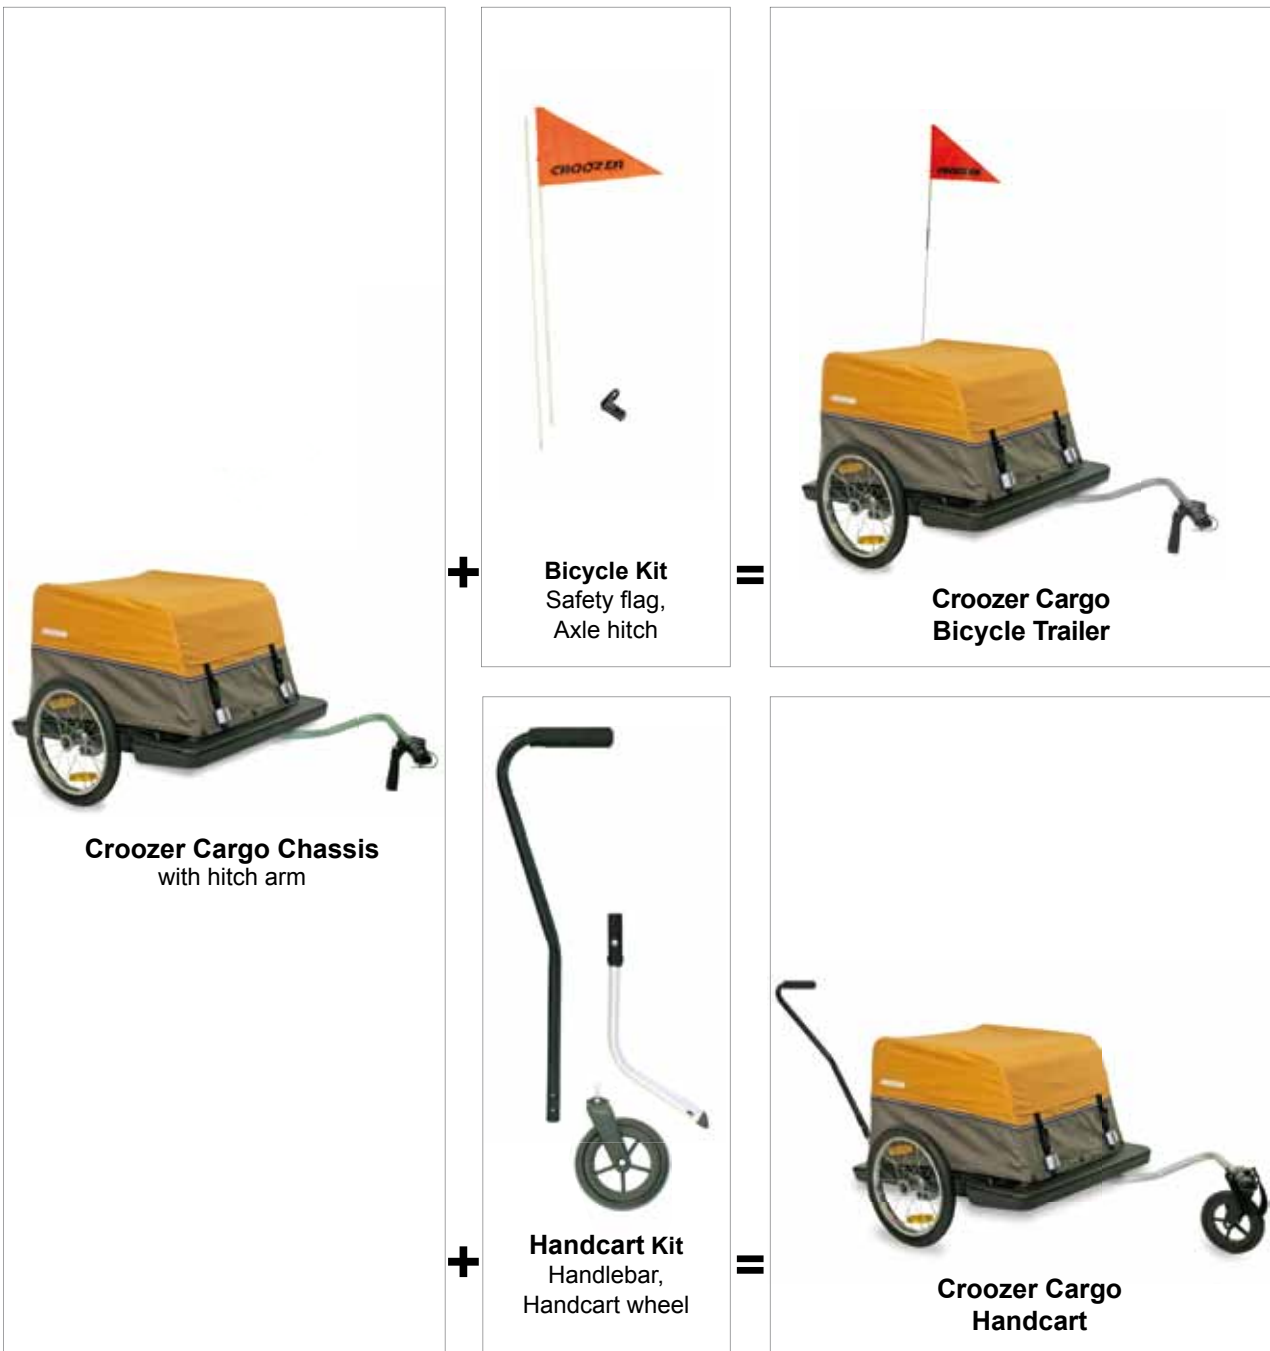 CROOZER
+
Bicycle Kit
Safety flag,
Axle hitch
=
Croozer Cargo
Bicycle Trailer
Croozer Cargo Chassis
with hitch arm
+
Handcart Kit
Handlebar,
Handcart wheel
=
Croozer Cargo
Handcart